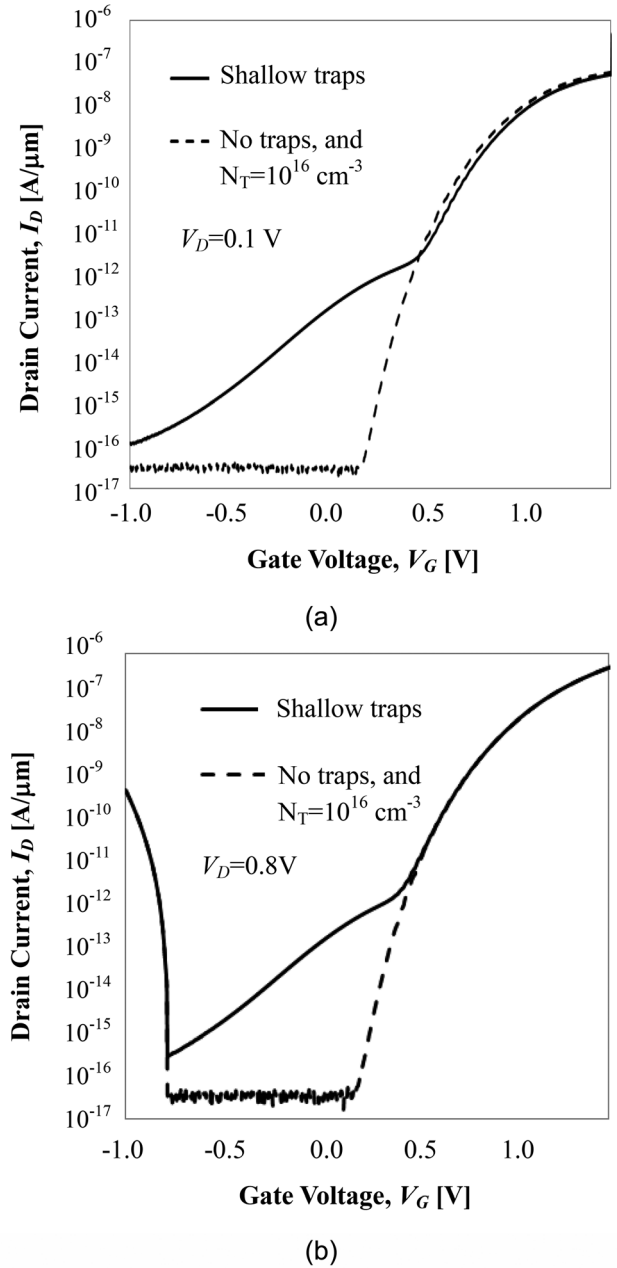 10⁻⁶
10⁻⁷
10⁻⁸
10⁻⁹
10⁻¹⁰
10⁻¹¹
10⁻¹²
10⁻¹³
10⁻¹⁴
10⁻¹⁵
10⁻¹⁶
10⁻¹⁷
Drain Current, I_D [A/μm]
Shallow traps
No traps, and
N_T=10¹⁶ cm⁻³
V_D=0.1 V
-1.0 -0.5 0.0 0.5 1.0
Gate Voltage, V_G [V]
(a)
10⁻⁶
10⁻⁷
10⁻⁸
10⁻⁹
10⁻¹⁰
10⁻¹¹
10⁻¹²
10⁻¹³
10⁻¹⁴
10⁻¹⁵
10⁻¹⁶
10⁻¹⁷
Drain Current, I_D [A/μm]
Shallow traps
No traps, and
N_T=10¹⁶ cm⁻³
V_D=0.8V
-1.0 -0.5 0.0 0.5 1.0
Gate Voltage, V_G [V]
(b)